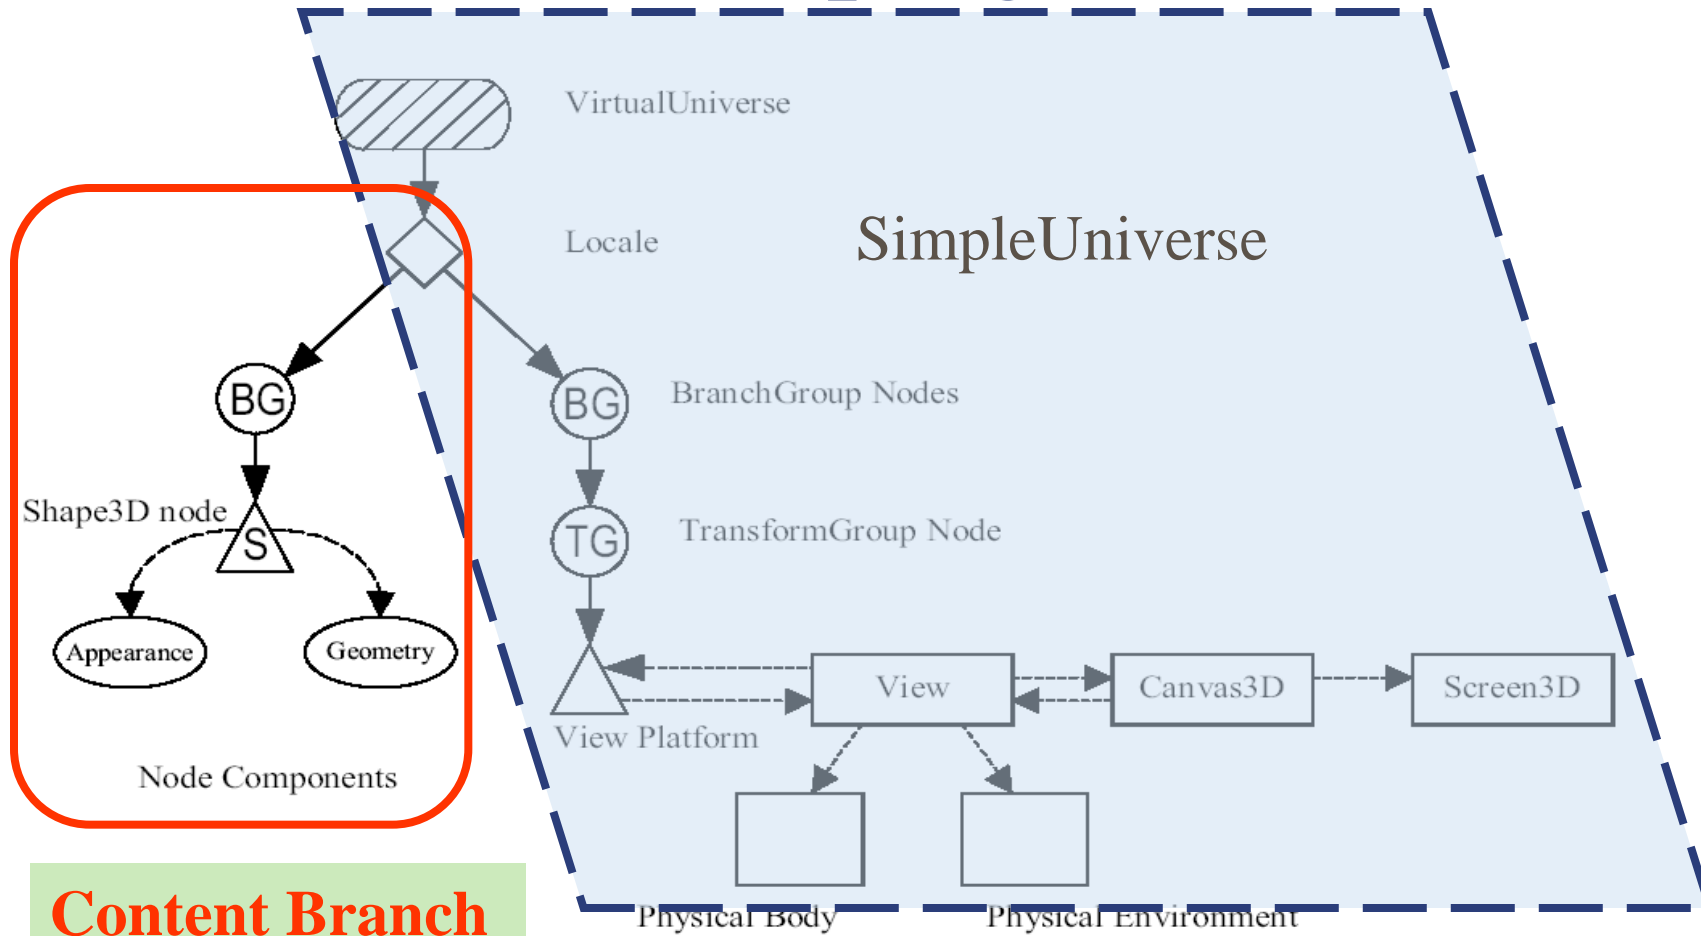 VirtualUniverse
Locale
SimpleUniverse
BG
BG
BranchGroup Nodes
Shape3D node
S
TG
TransformGroup Node
Appearance
Geometry
View
Canvas3D
Screen3D
View Platform
Node Components
Content Branch
Physical Body
Physical Environment